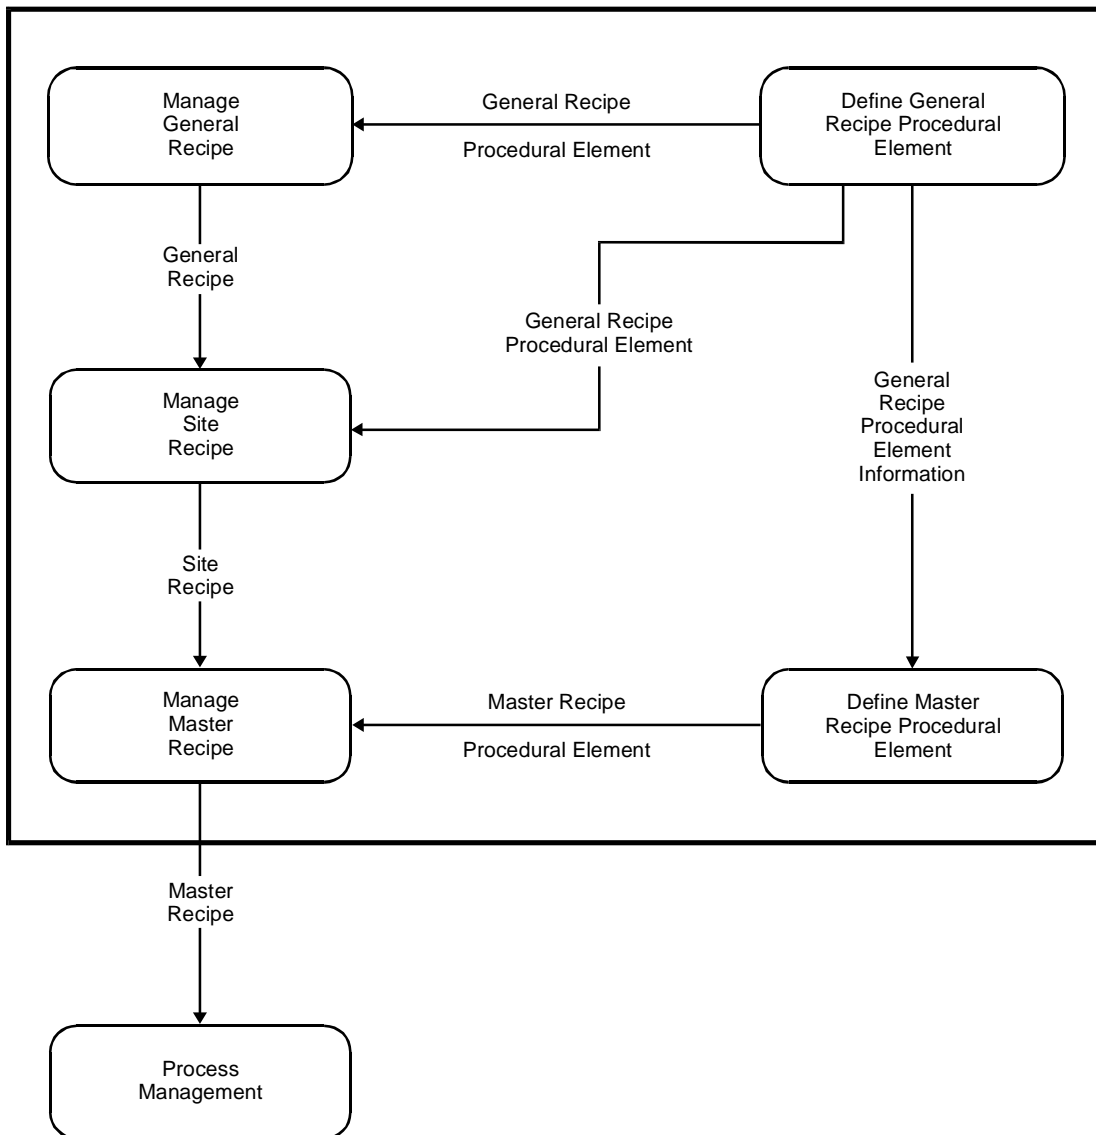 Manage
General
Recipe
General Recipe
Procedural Element
Define General
Recipe Procedural
Element
General
Recipe
General Recipe
Procedural Element
General
Recipe
Procedural
Element
Information
Manage
Site
Recipe
Site
Recipe
Manage
Master
Recipe
Master Recipe
Procedural Element
Define Master
Recipe Procedural
Element
Master
Recipe
Process
Management